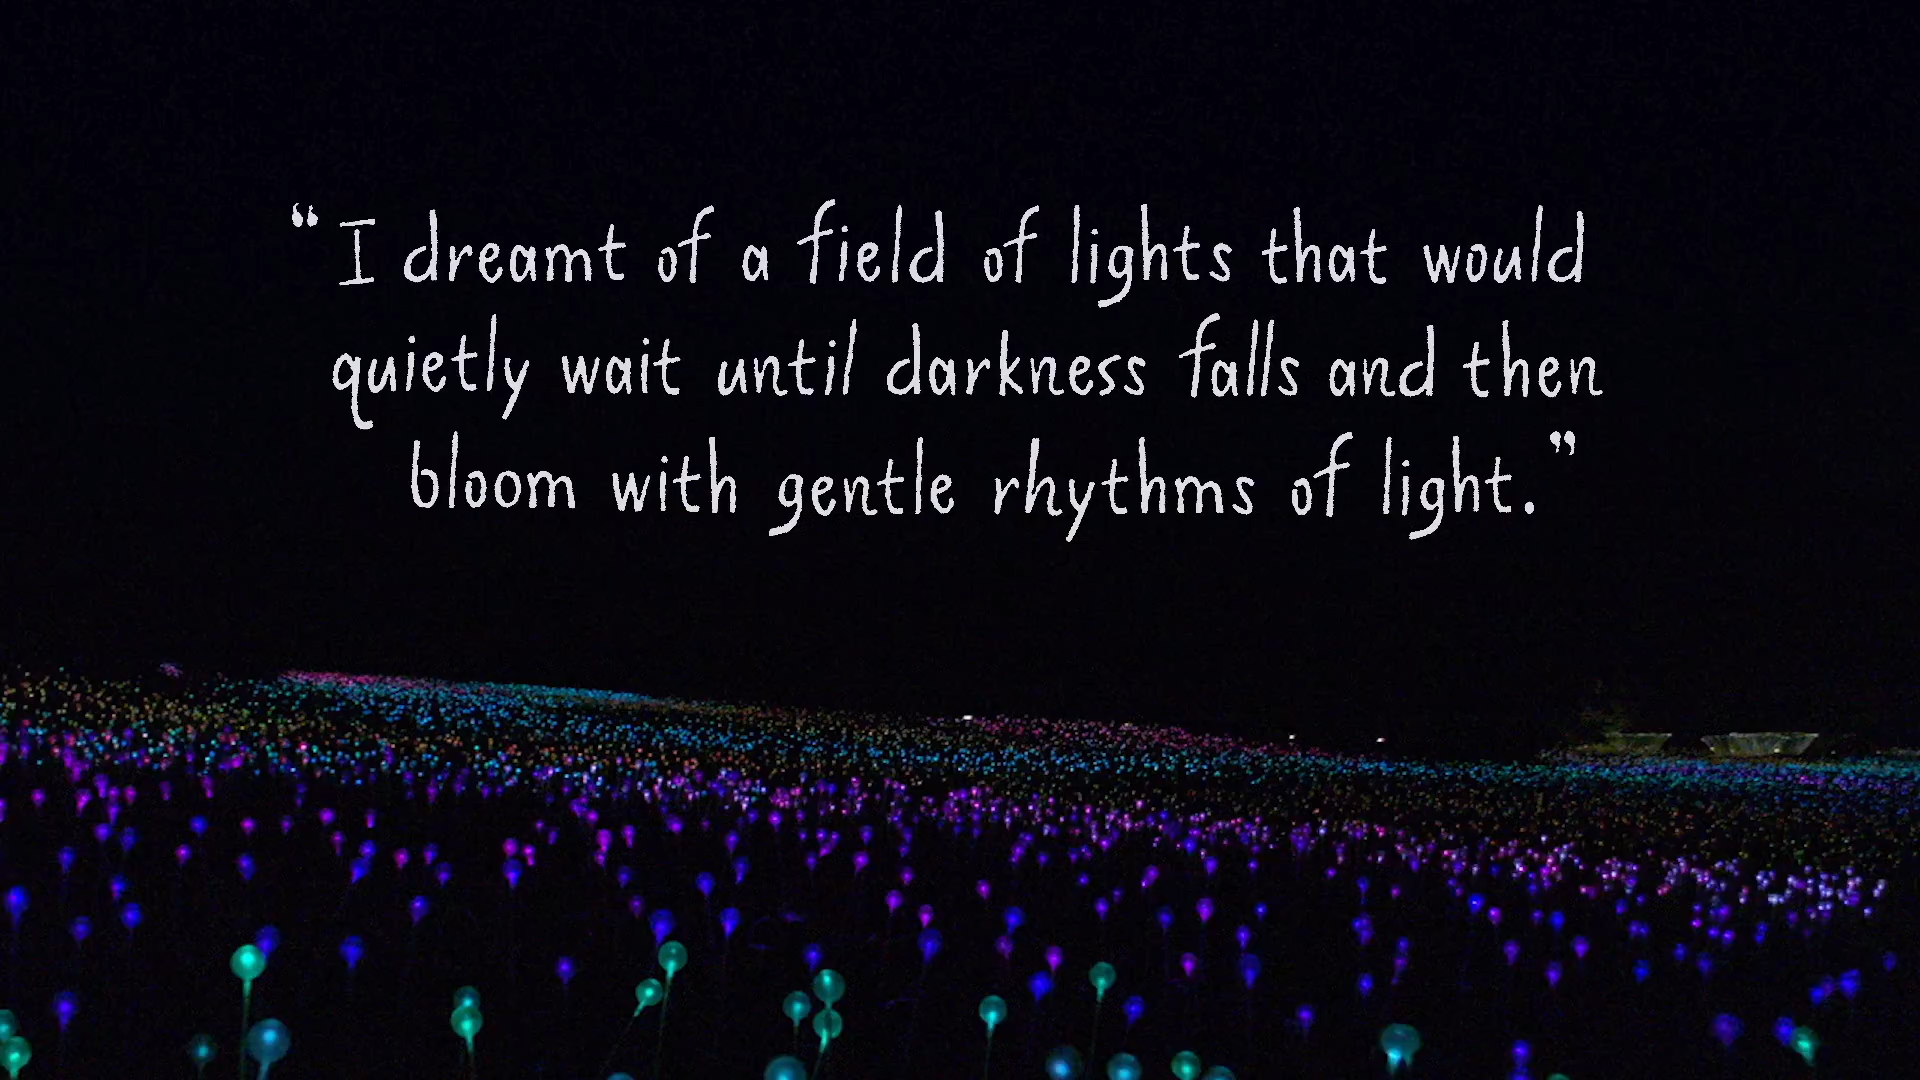 “I dreamt of a field of lights that would
quietly wait until darkness falls and then
bloom with gentle rhythms of light.”